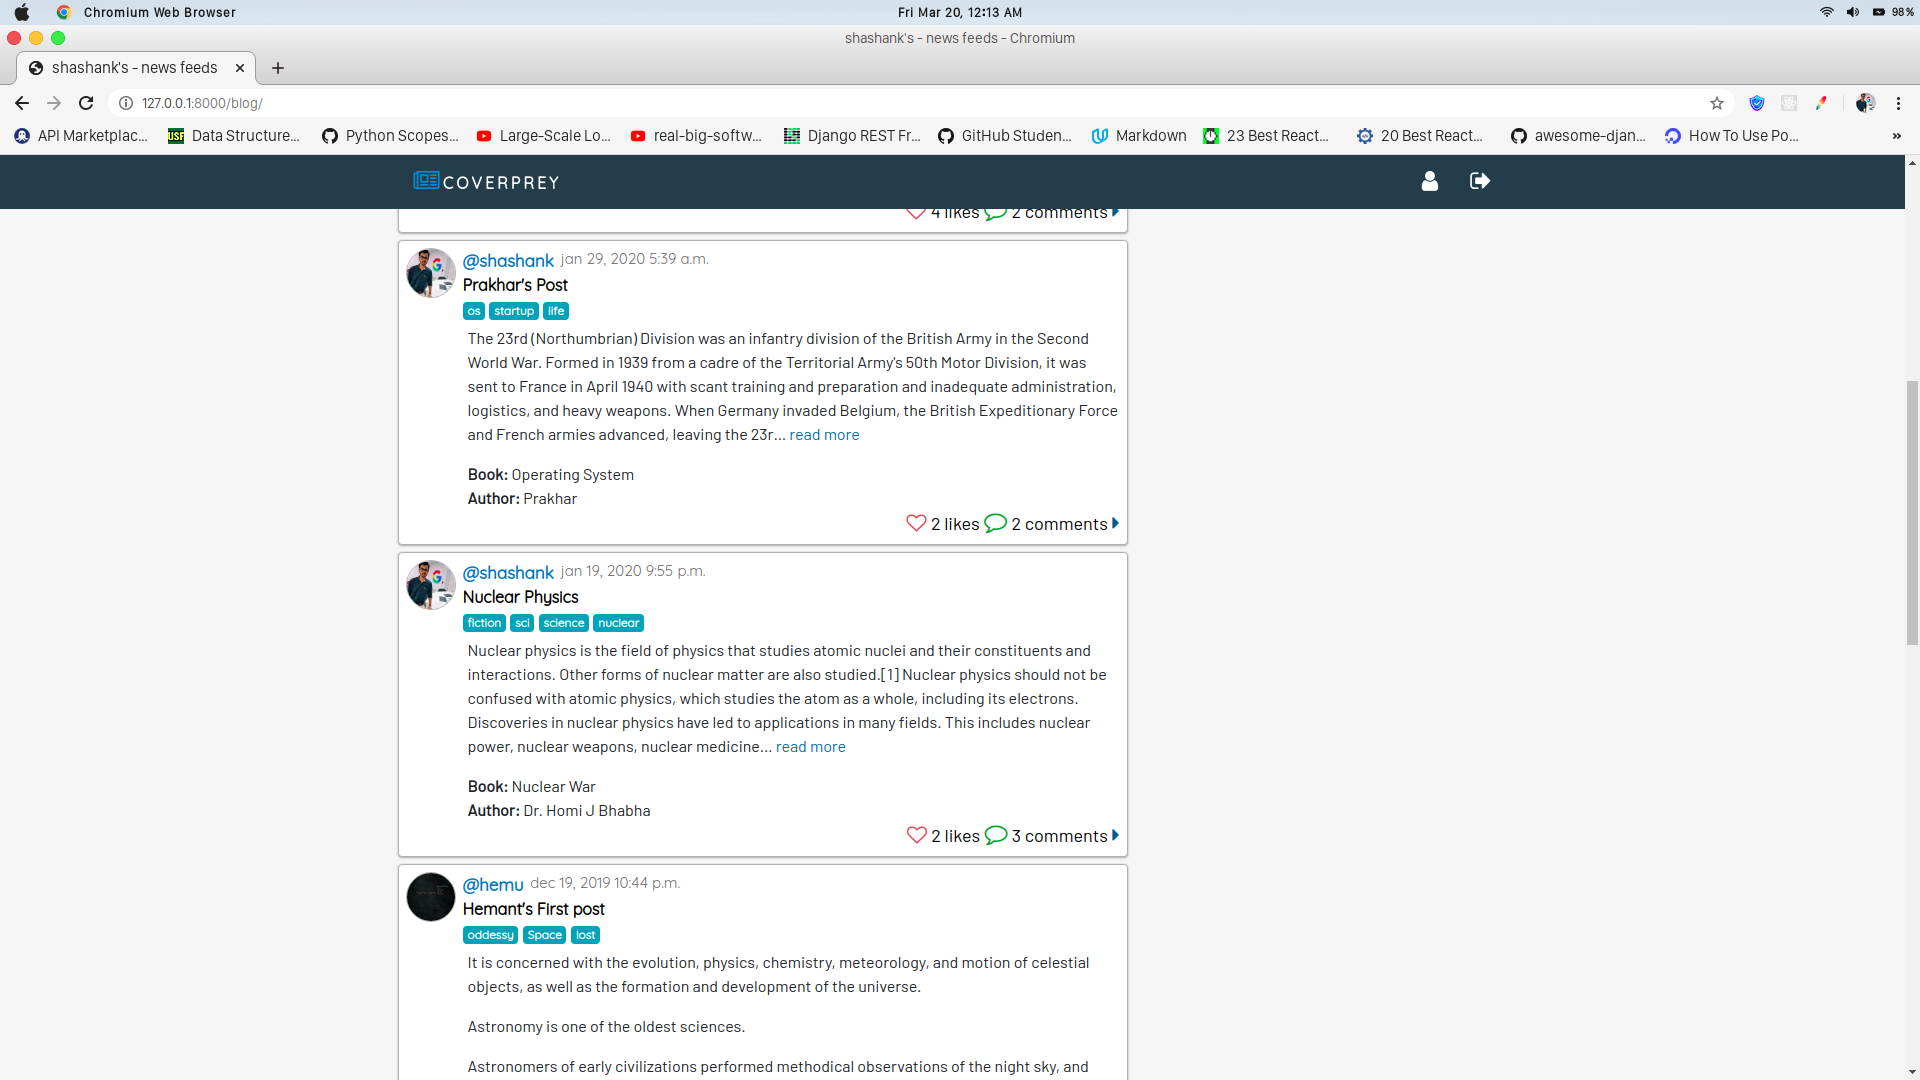 Chromium Web Browser
Fri Mar 20, 12:13 AM
98%
shashank's - news feeds - Chromium
shashank's - news feeds
127.0.0.1:8000/blog/
API Marketplac...
USF
Data Structure...
Python Scopes...
Large-Scale Lo...
real-big-softw...
Django REST Fr...
GitHub Studen...
Markdown
23 Best React...
20 Best React...
awesome-djan...
How To Use Po...
»
COVERPREY
4 likes 2 comments
@shashank jan 29, 2020 5:39 a.m.
Prakhar's Post
os startup life
The 23rd (Northumbrian) Division was an infantry division of the British Army in the Second
World War. Formed in 1939 from a cadre of the Territorial Army's 50th Motor Division, it was
sent to France in April 1940 with scant training and preparation and inadequate administration,
logistics, and heavy weapons. When Germany invaded Belgium, the British Expeditionary Force
and French armies advanced, leaving the 23r... read more
Book: Operating System
Author: Prakhar
2 likes 2 comments
@shashank jan 19, 2020 9:55 p.m.
Nuclear Physics
fiction sci science nuclear
Nuclear physics is the field of physics that studies atomic nuclei and their constituents and
interactions. Other forms of nuclear matter are also studied.[1] Nuclear physics should not be
confused with atomic physics, which studies the atom as a whole, including its electrons.
Discoveries in nuclear physics have led to applications in many fields. This includes nuclear
power, nuclear weapons, nuclear medicine... read more
Book: Nuclear War
Author: Dr. Homi J Bhabha
2 likes 3 comments
@hemu dec 19, 2019 10:44 p.m.
Hemant's First post
oddessy Space lost
It is concerned with the evolution, physics, chemistry, meteorology, and motion of celestial
objects, as well as the formation and development of the universe.
Astronomy is one of the oldest sciences.
Astronomers of early civilizations performed methodical observations of the night sky, and